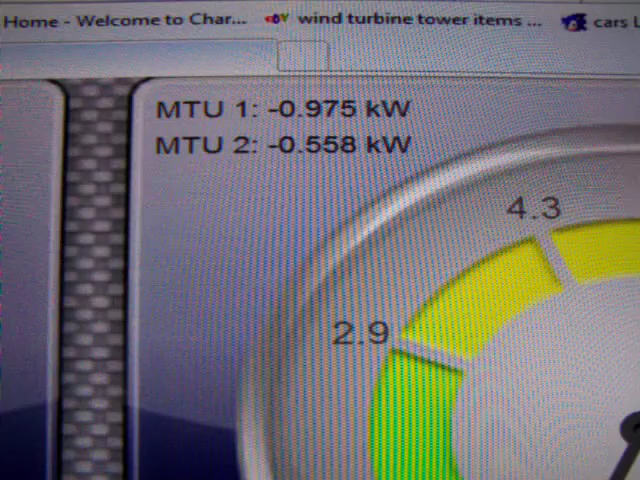 Home - Welcome to Char... eBY wind turbine tower items ... cars L
MTU 1: -0.975 kW
MTU 2: -0.558 kW
4.3
2.9